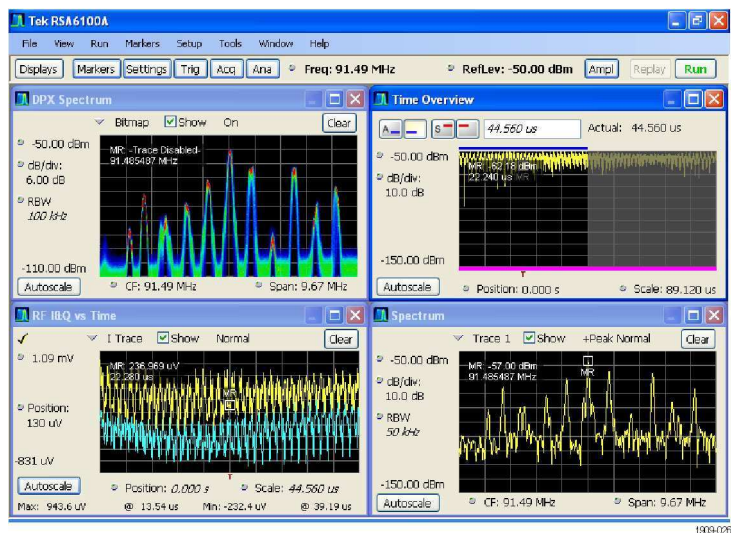 Tek RSA6100A
File View Run Markers Setup Tools Window Help
Displays Markers Settings Trig Acq Ana Freq: 91.49 MHz RefLev: -50.00 dBm Ampl Replay Run
DPX Spectrum
Bitmap Show On Clear
-50.00 dBm
dB/div:
6.00 dB
RBW
100 kHz
-110.00 dBm
MR: -Trace Disabled-
91.485487 MHz
Autoscale CF: 91.49 MHz Span: 9.67 MHz
Time Overview
A S 44.560 us Actual: 44.560 us
-50.00 dBm
dB/div:
10.0 dB
-150.00 dBm
MR: -62.18 dBm
22.240 us MR
T
Autoscale Position: 0.000 s Scale: 89.120 us
RF I&Q vs Time
I Trace Show Normal Clear
1.09 mV
Position:
130 uV
-831 uV
MR: 236.969 uV
22.280 us
MR
T
Autoscale Position: 0.000 s Scale: 44.560 us
Max: 943.6 uV @ 13.54 us Min: -232.4 uV @ 39.19 us
Spectrum
Trace 1 Show +Peak Normal Clear
-50.00 dBm
dB/div:
10.0 dB
RBW
50 kHz
-150.00 dBm
MR: -57.00 dBm
91.485487 MHz
MR
Autoscale CF: 91.49 MHz Span: 9.67 MHz
1909-026